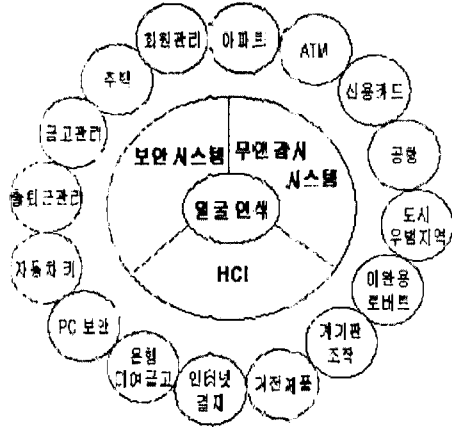 회원관리
아파트
ATM
신용카드
공항
도시
우범지역
애완용
로버트
계기판
조작
가전제품
인터넷
결재
은행
대여금고
PC 보안
자동차 키
출퇴근관리
금고관리
주택
보안 시스템
무인 감시
시스템
얼굴 인식
HCI